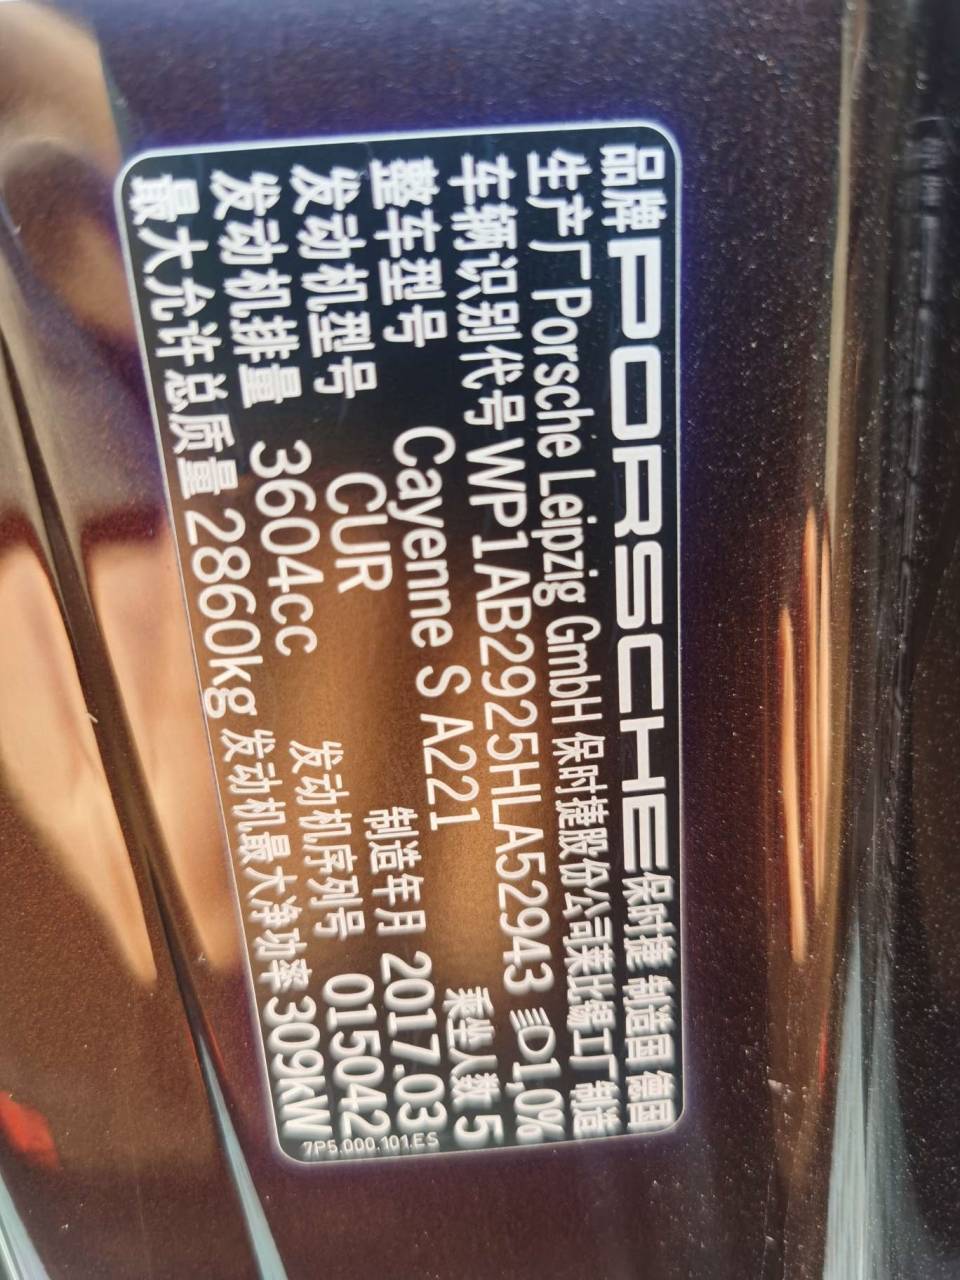 品牌 PORSCHE 保时捷 制造国 德国
生产厂 Porsche Leipzig GmbH 保时捷股份公司莱比锡工厂制造
车辆识别代号 WP1AB2925HLA52943 1,0%
整车型号 Cayenne S A221 乘坐人数 5
发动机型号 CUR 制造年月 2017.03
发动机排量 3604cc 发动机序列号 015042
最大允许总质量 2860kg 发动机最大净功率 309kW
7P5.000.101.ES